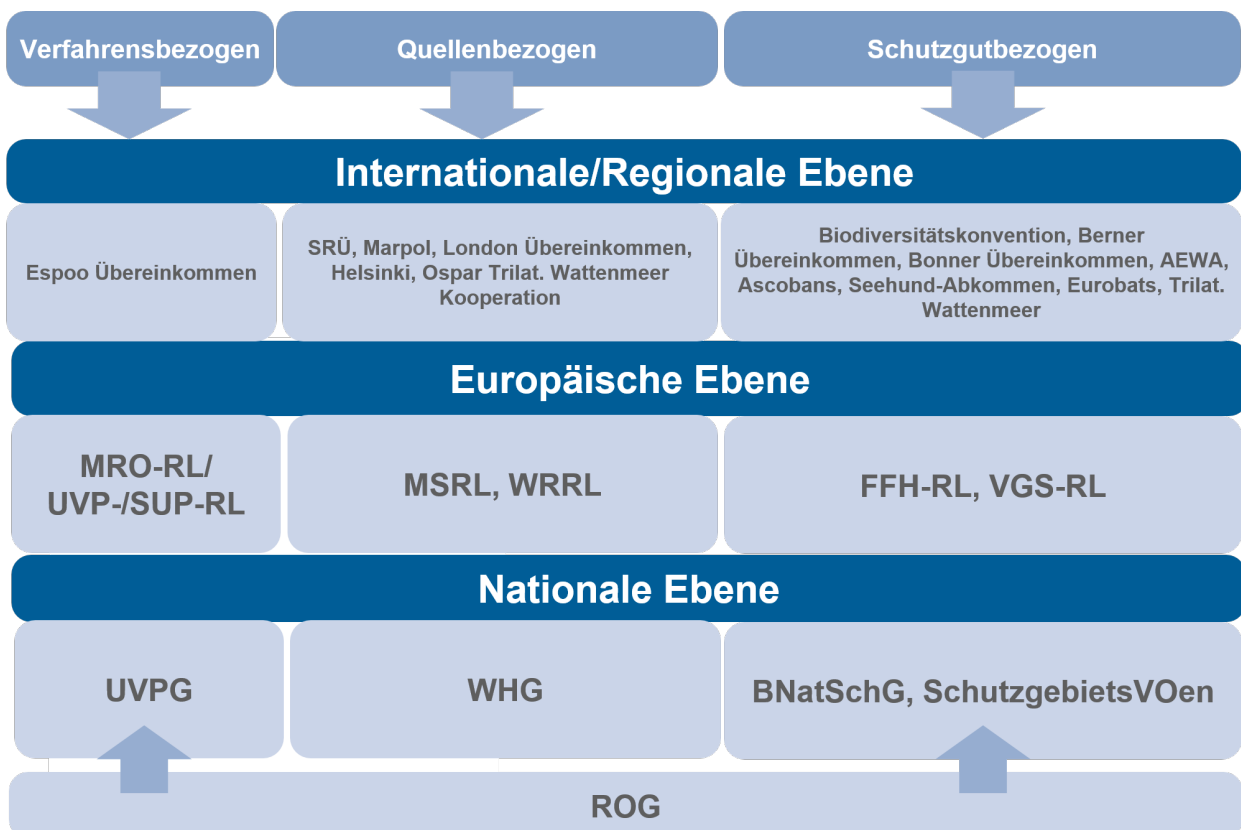 Verfahrensbezogen
Quellenbezogen
Schutzgutbezogen
Internationale/Regionale Ebene
Espoo Übereinkommen
SRÜ, Marpol, London Übereinkommen,
Helsinki, Ospar Trilat. Wattenmeer
Kooperation
Biodiversitätskonvention, Berner
Übereinkommen, Bonner Übereinkommen, AEWA,
Ascobans, Seehund-Abkommen, Eurobats, Trilat.
Wattenmeer
Europäische Ebene
MRO-RL/
UVP-/SUP-RL
MSRL, WRRL
FFH-RL, VGS-RL
Nationale Ebene
UVPG
WHG
BNatSchG, SchutzgebietsVOen
ROG